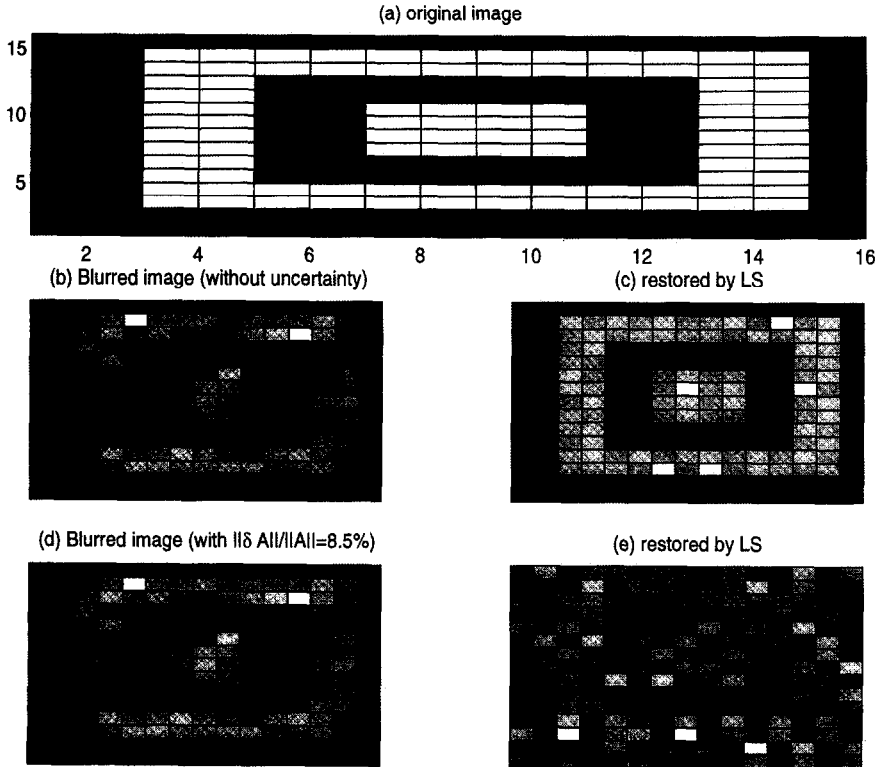 (a) original image
15
10
5
2 4 6 8 10 12 14 16
(b) Blurred image (without uncertainty)
(c) restored by LS
(d) Blurred image (with ||δ A||/||A||=8.5%)
(e) restored by LS